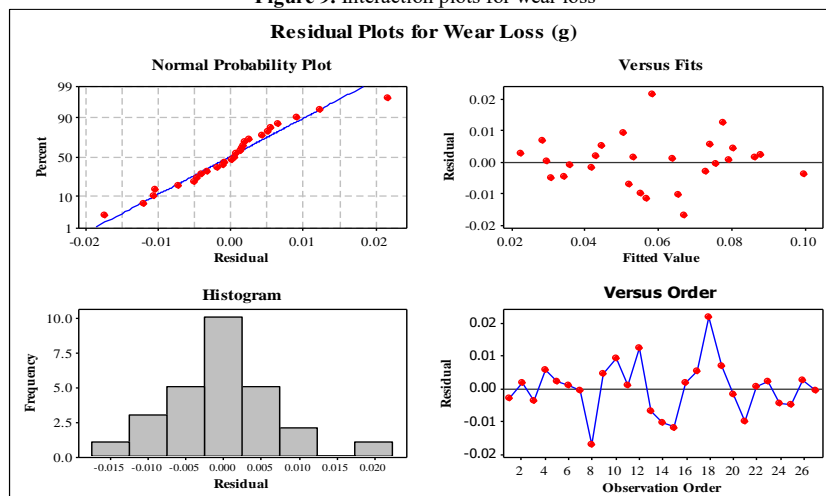 Figure 9. Interaction plots for wear loss
Residual Plots for Wear Loss (g)
Normal Probability Plot
99
90
50
10
1
Percent
-0.02 -0.01 0.00 0.01 0.02
Residual
Versus Fits
0.02
0.01
0.00
-0.01
-0.02
Residual
0.02 0.04 0.06 0.08 0.10
Fitted Value
Histogram
10.0
7.5
5.0
2.5
0.0
Frequency
-0.015 -0.010 -0.005 0.000 0.005 0.010 0.015 0.020
Residual
Versus Order
0.02
0.01
0.00
-0.01
-0.02
Residual
2 4 6 8 10 12 14 16 18 20 22 24 26
Observation Order